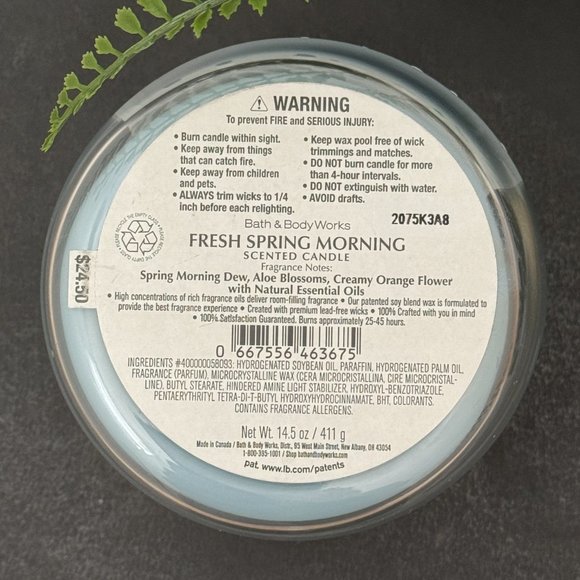 ⚠ WARNING
To prevent FIRE and SERIOUS INJURY:
• Burn candle within sight.
• Keep away from things
that can catch fire.
• Keep away from children
and pets.
• ALWAYS trim wicks to 1/4
inch before each relighting.
• Keep wax pool free of wick
trimmings and matches.
• DO NOT burn candle for more
than 4-hour intervals.
• DO NOT extinguish with water.
• AVOID drafts.
2075K3A8
$24.50
Bath & Body Works
FRESH SPRING MORNING
SCENTED CANDLE
Fragrance Notes:
Spring Morning Dew, Aloe Blossoms, Creamy Orange Flower
with Natural Essential Oils
• High concentrations of rich fragrance oils deliver room-filling fragrance • Our patented soy blend wax is formulated to
provide the best fragrance experience • Created with premium lead-free wicks • 100% Crafted with you in mind
• 100% Satisfaction Guaranteed. Burns approximately 25-45 hours.
0 667556 463675
INGREDIENTS #400000058093: HYDROGENATED SOYBEAN OIL, PARAFFIN, HYDROGENATED PALM OIL,
FRAGRANCE (PARFUM), MICROCRYSTALLINE WAX (CERA MICROCRISTALLINA, CIRE MICROCRISTAL-
LINE), BUTYL STEARATE, HINDERED AMINE LIGHT STABILIZER, HYDROXYL-BENZOTRIAZOLE,
PENTAERYTHRITYL TETRA-DI-T-BUTYL HYDROXYHYDROCINNAMATE, BHT, COLORANTS.
CONTAINS FRAGRANCE ALLERGENS.
Net Wt. 14.5 oz / 411 g
Made in Canada / Bath & Body Works, Distr., 95 West Main Street, New Albany, OH 43054
1-800-395-1001 / Shop bathandbodyworks.com
pat. www.lb.com/patents